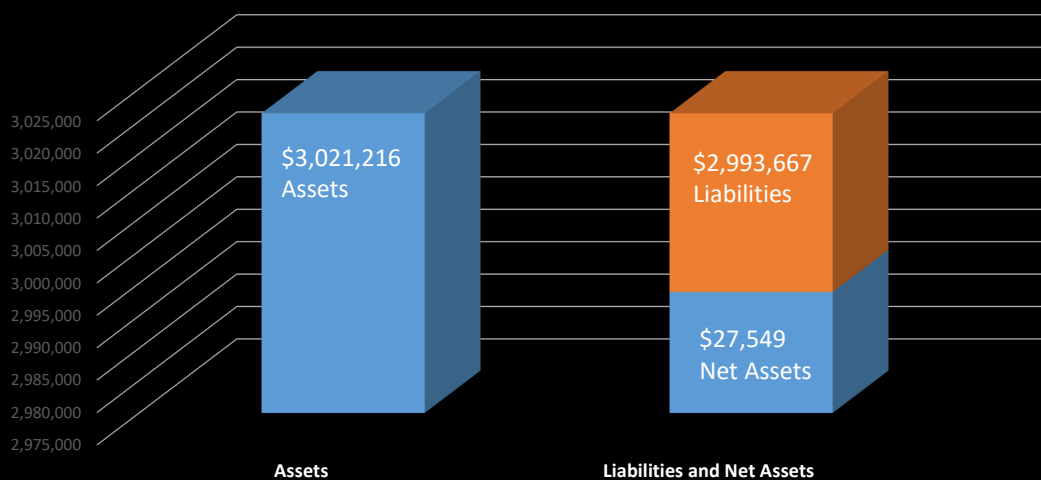 3,025,000
3,020,000
3,015,000
3,010,000
3,005,000
3,000,000
2,995,000
2,990,000
2,985,000
2,980,000
2,975,000
$3,021,216
Assets
$2,993,667
Liabilities
$27,549
Net Assets
Assets
Liabilities and Net Assets